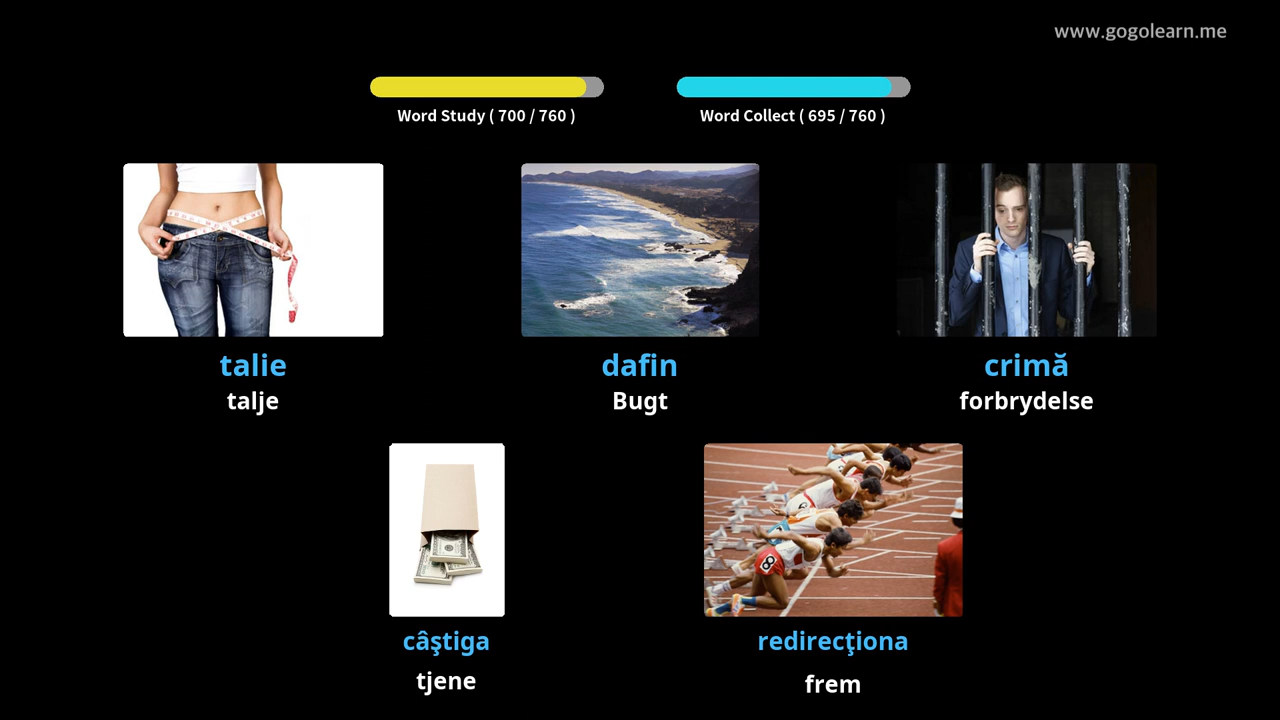 www.gogolearn.me
Word Study ( 700 / 760 )
Word Collect ( 695 / 760 )
talie
talje
dafin
Bugt
crimă
forbrydelse
câştiga
tjene
redirecţiona
frem